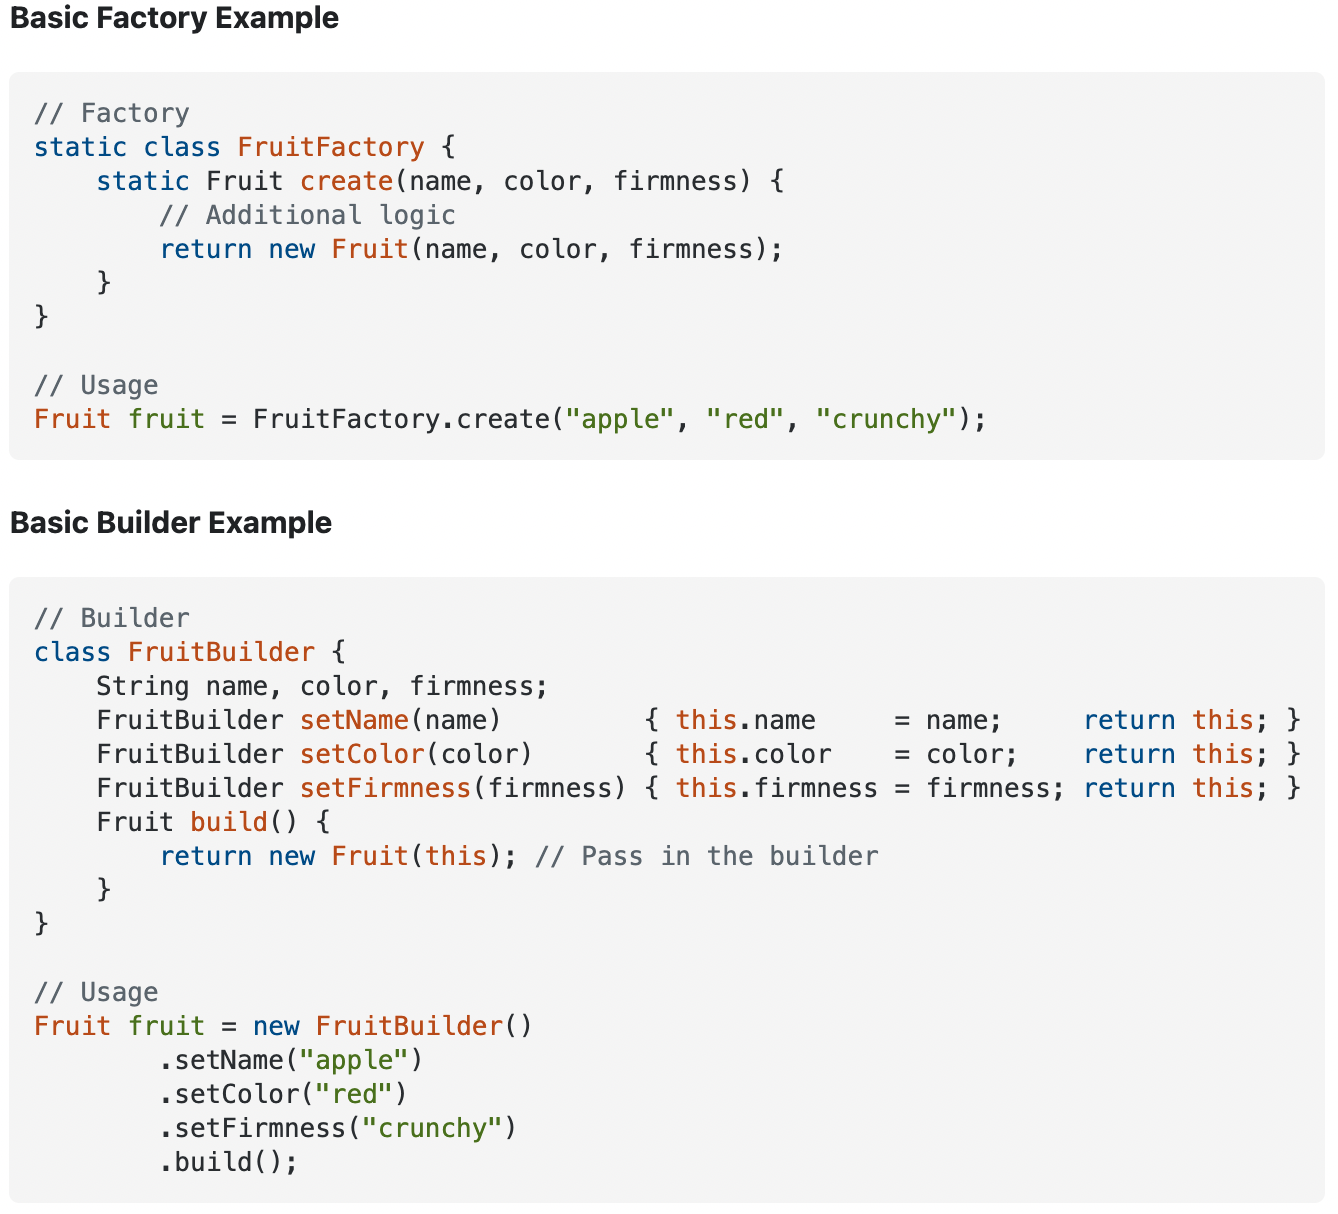 Basic Factory Example
// Factory
static class FruitFactory {
    static Fruit create(name, color, firmness) {
        // Additional logic
        return new Fruit(name, color, firmness);
    }
}

// Usage
Fruit fruit = FruitFactory.create("apple", "red", "crunchy");
Basic Builder Example
// Builder
class FruitBuilder {
    String name, color, firmness;
    FruitBuilder setName(name)         { this.name     = name;     return this; }
    FruitBuilder setColor(color)       { this.color    = color;    return this; }
    FruitBuilder setFirmness(firmness) { this.firmness = firmness; return this; }
    Fruit build() {
        return new Fruit(this); // Pass in the builder
    }
}

// Usage
Fruit fruit = new FruitBuilder()
        .setName("apple")
        .setColor("red")
        .setFirmness("crunchy")
        .build();